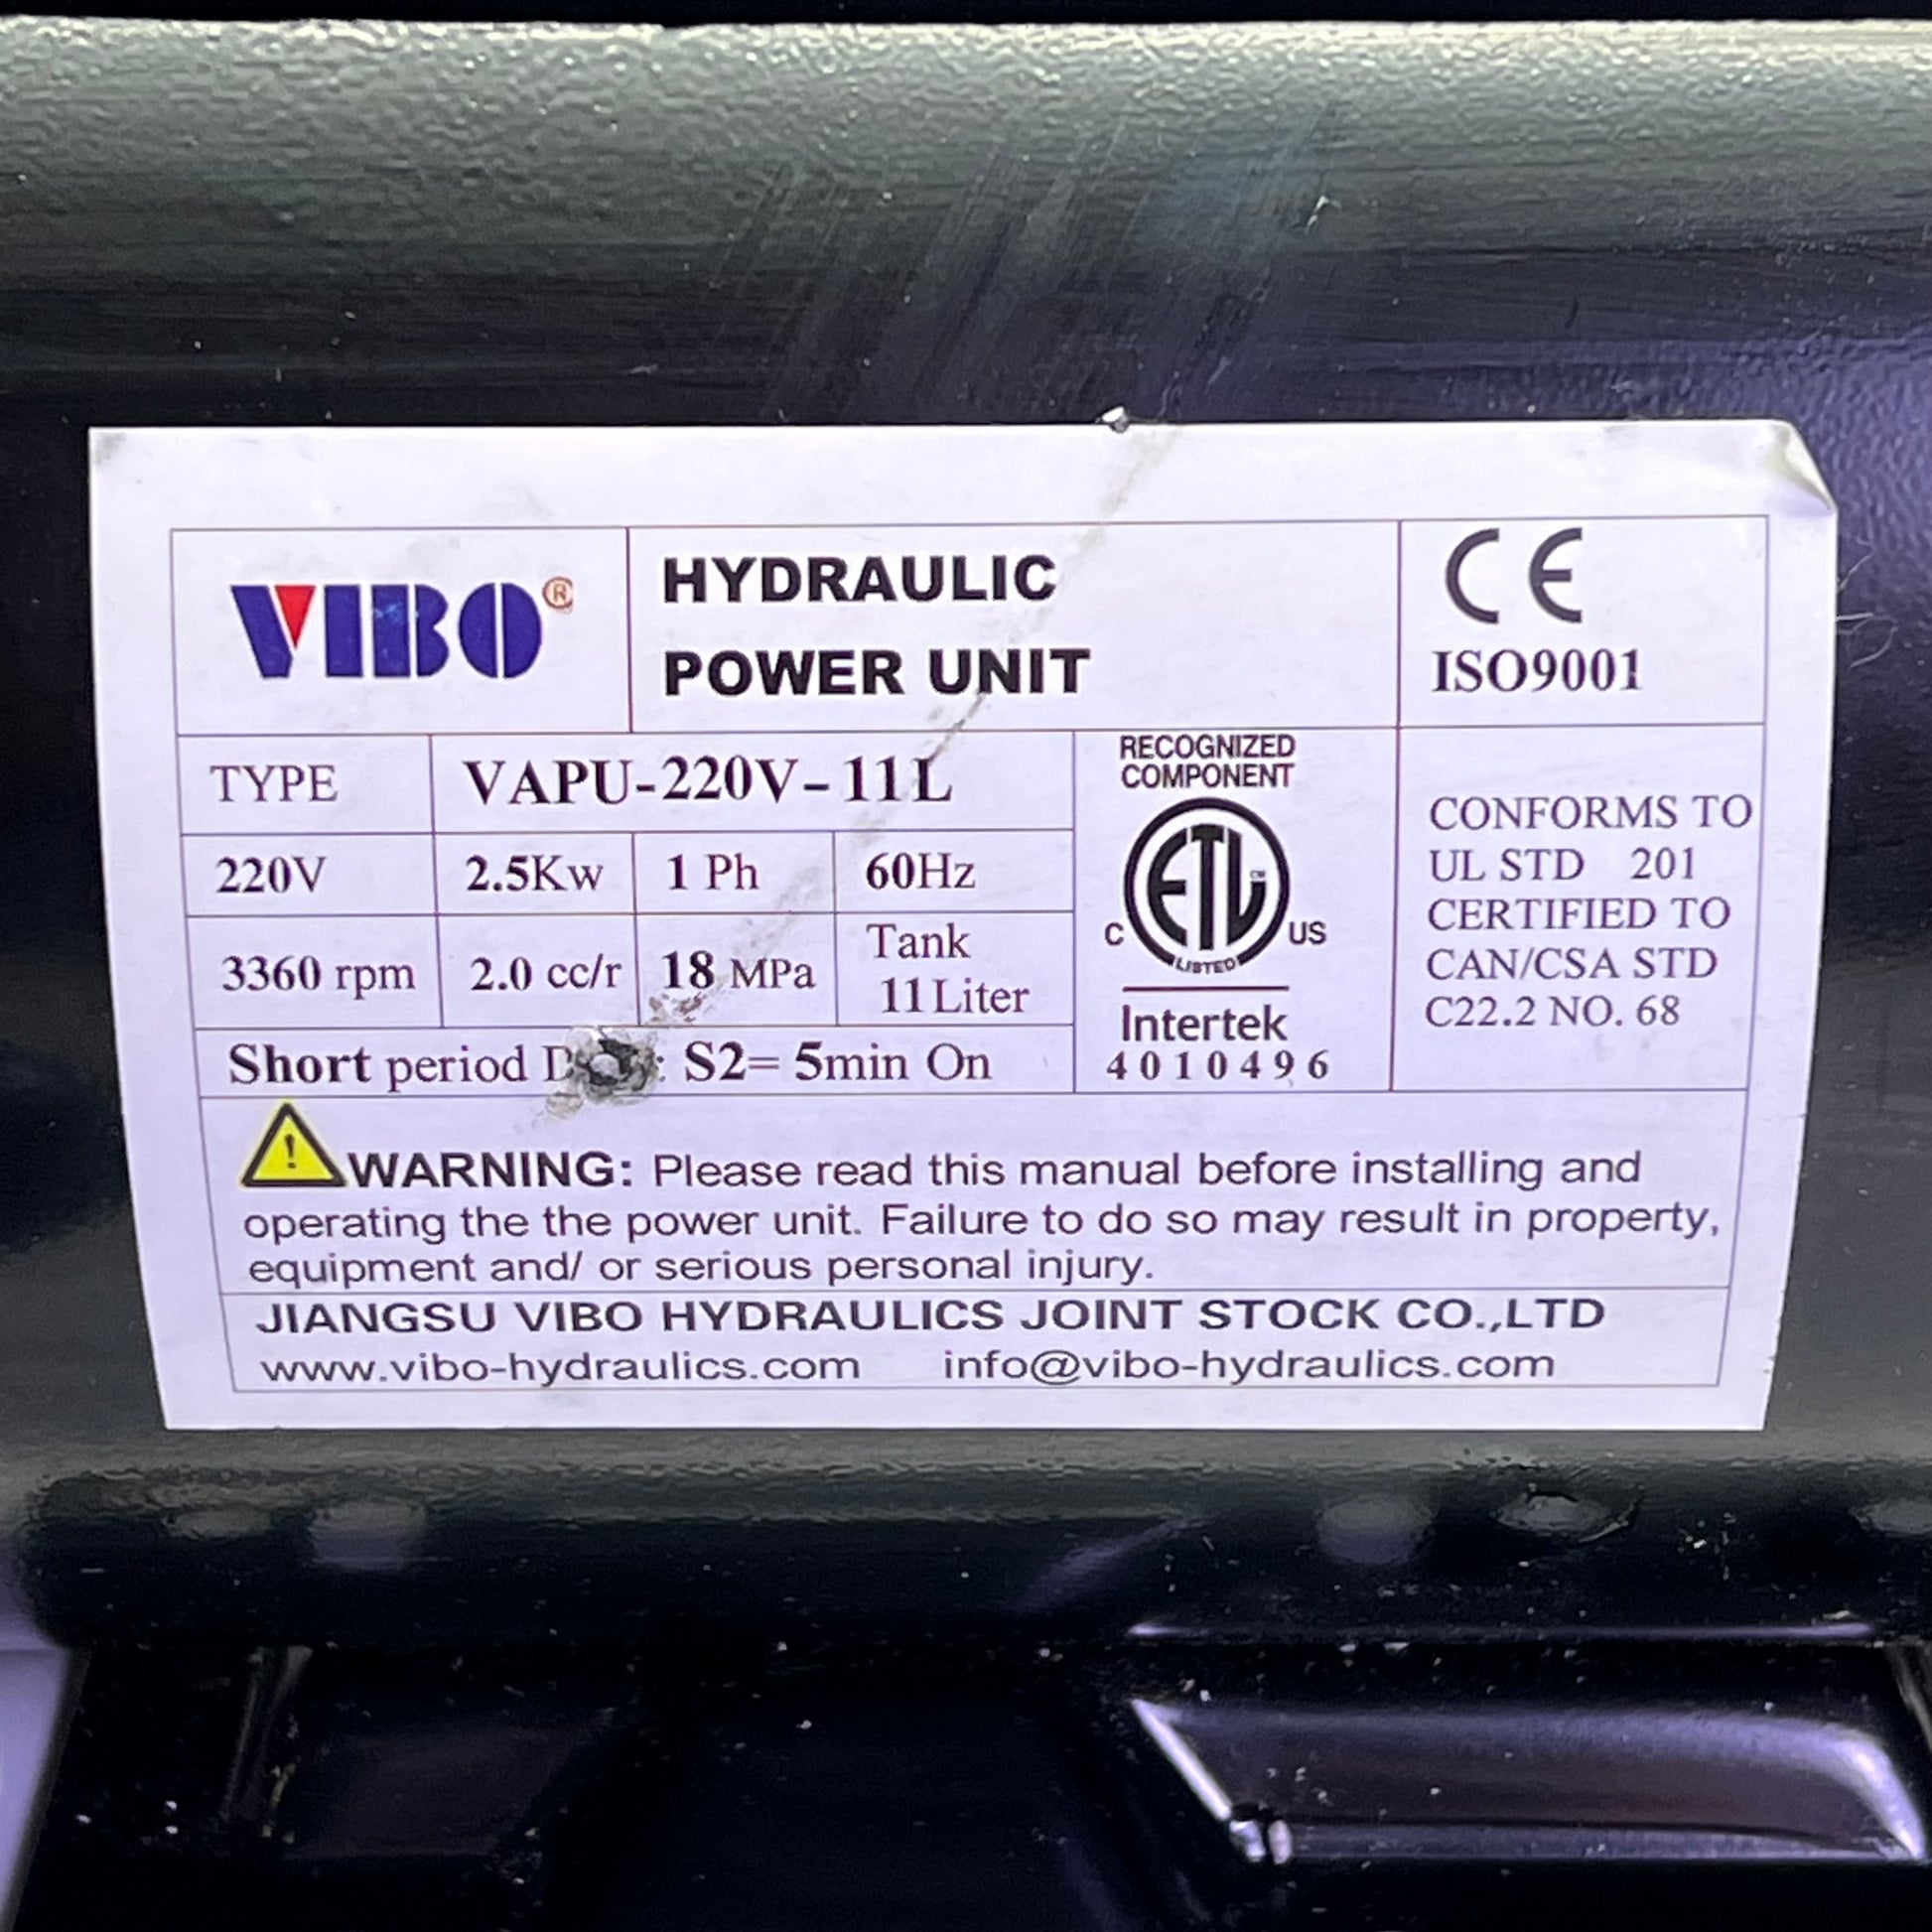 VIBO®
HYDRAULIC
POWER UNIT
CE
ISO9001
TYPE
VAPU-220V-11L
220V
2.5Kw
1 Ph
60Hz
3360 rpm
2.0 cc/r
18 MPa
Tank
11 Liter
Short period : S2= 5min On
RECOGNIZED
COMPONENT
ETL CM
C US
LISTED
Intertek
4010496
CONFORMS TO
UL STD 201
CERTIFIED TO
CAN/CSA STD
C22.2 NO. 68
! WARNING: Please read this manual before installing and
operating the the power unit. Failure to do so may result in property,
equipment and/ or serious personal injury.
JIANGSU VIBO HYDRAULICS JOINT STOCK CO.,LTD
www.vibo-hydraulics.com info@vibo-hydraulics.com